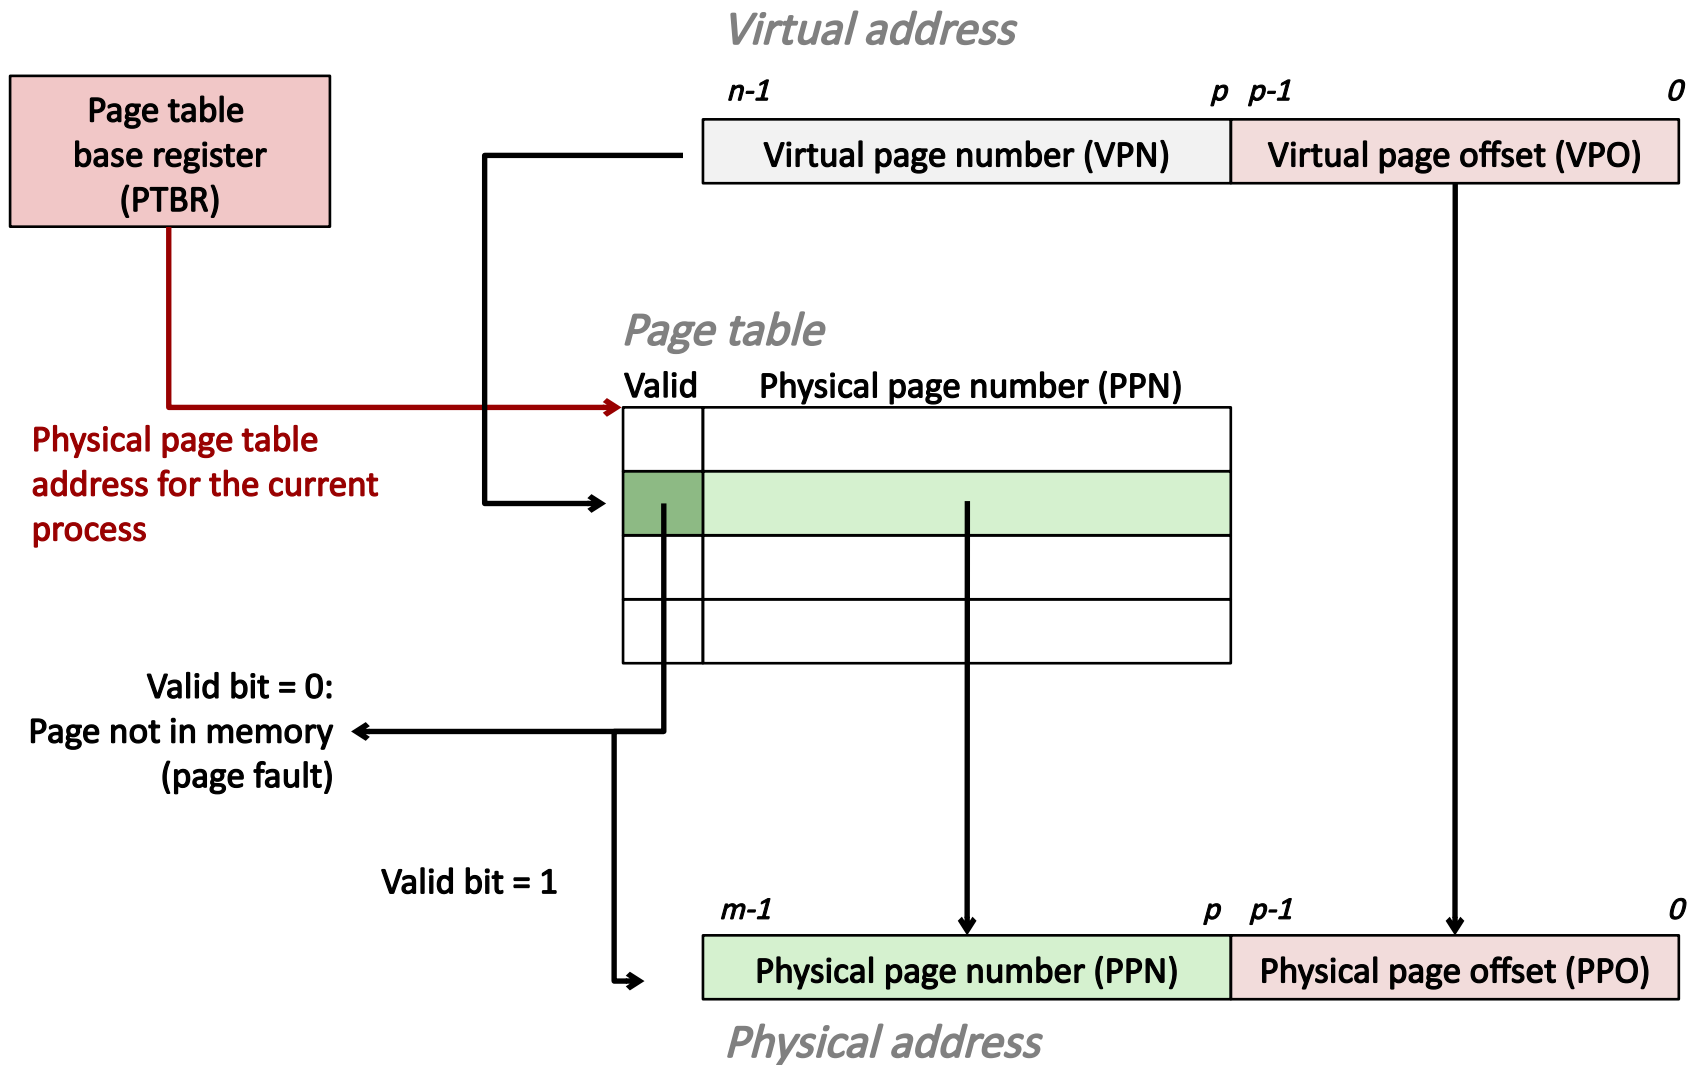 Virtual address
n-1 p p-1 0
Page table
base register
(PTBR)
Virtual page number (VPN) Virtual page offset (VPO)
Page table
Valid Physical page number (PPN)
Physical page table
address for the current
process
Valid bit = 0:
Page not in memory
(page fault)
Valid bit = 1
m-1 p p-1 0
Physical page number (PPN) Physical page offset (PPO)
Physical address